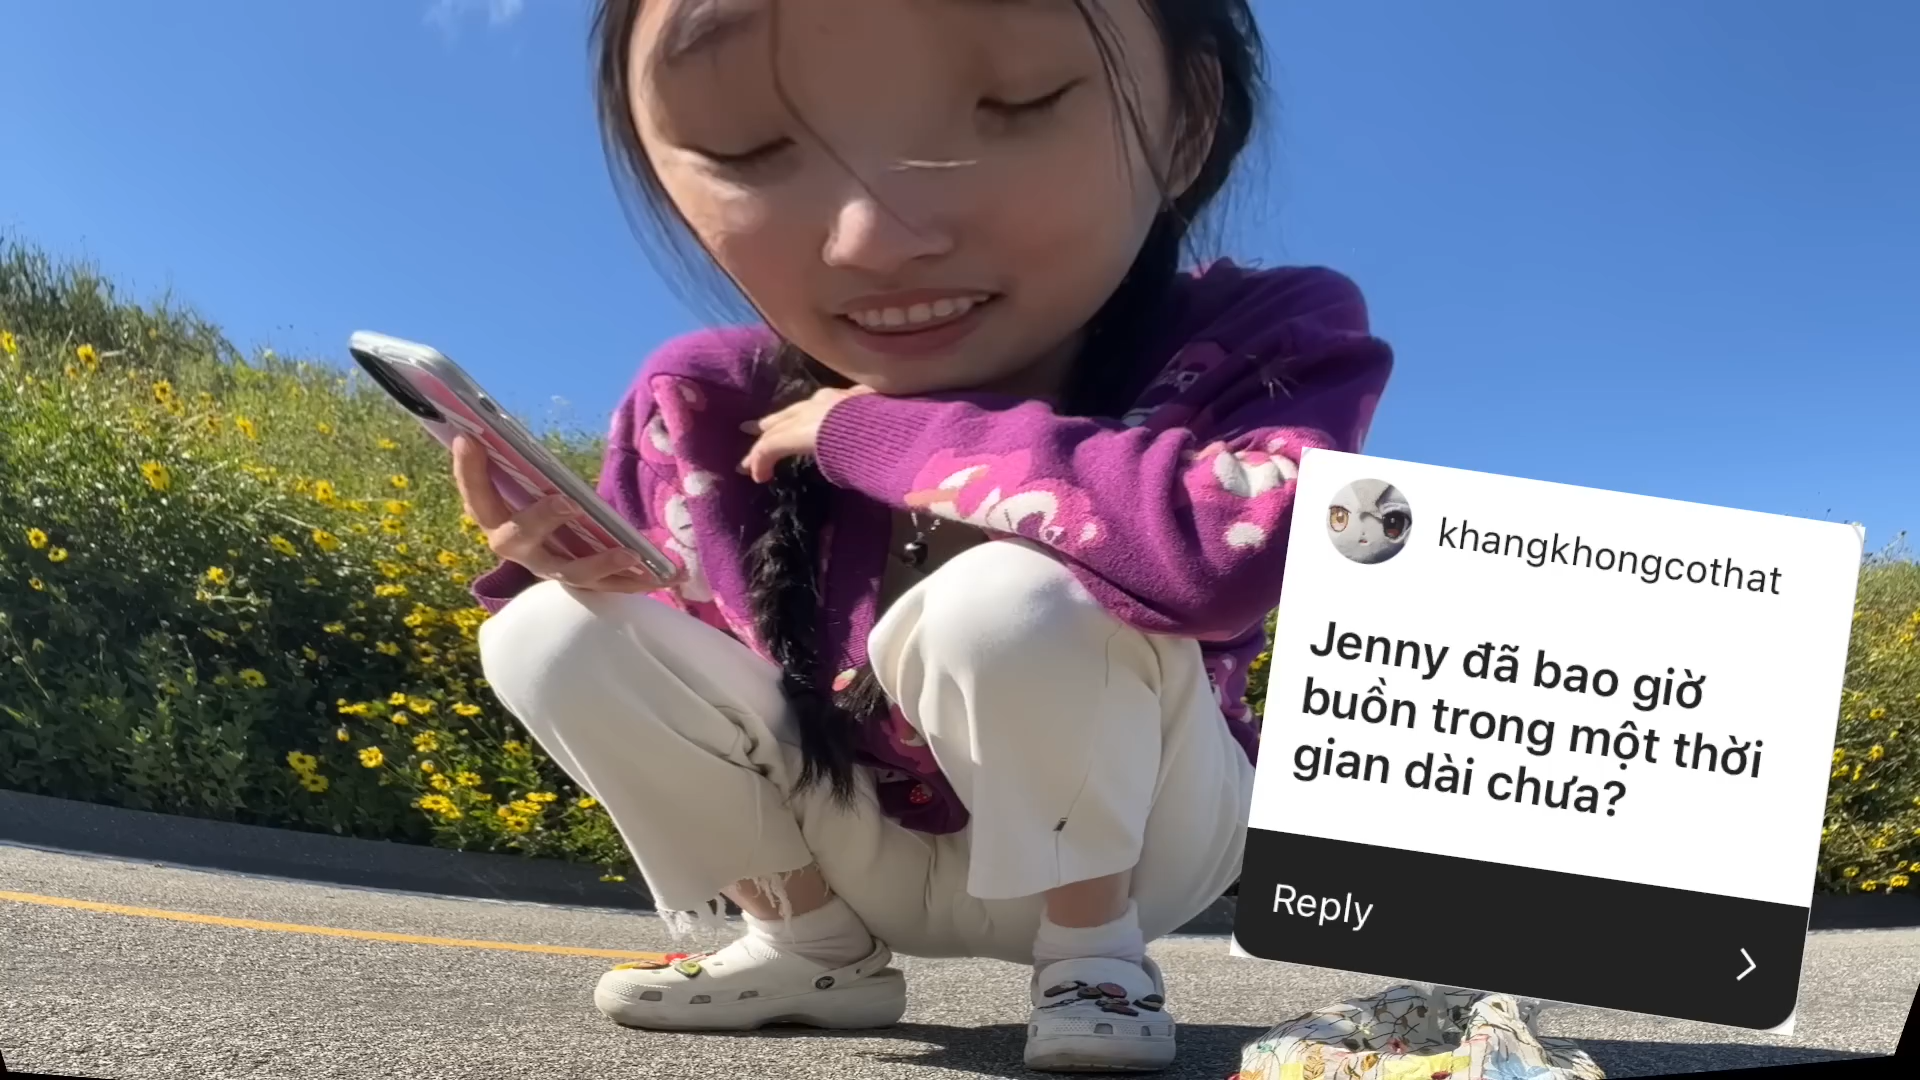 khangkhongcothat
Jenny đã bao giờ
buồn trong một thời
gian dài chưa?
Reply